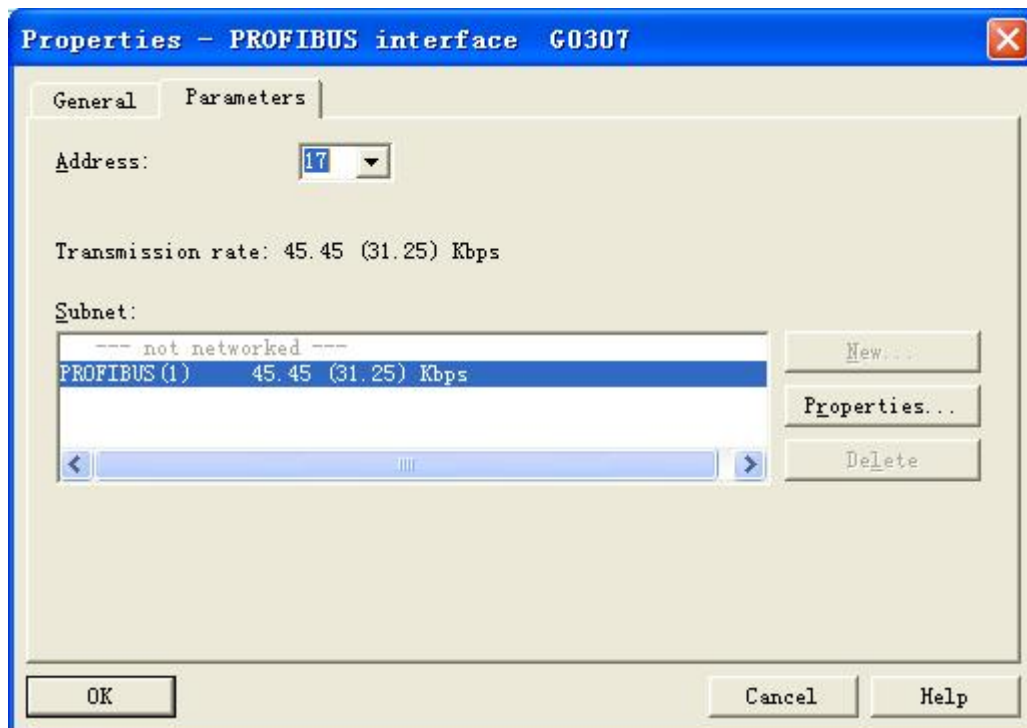 Properties - PROFIBUS interface G0307
General Parameters
Address: 17
Transmission rate: 45.45 (31.25) Kbps
Subnet:
--- not networked ---
New...
PROFIBUS(1) 45.45 (31.25) Kbps
Properties...
Delete
OK Cancel Help